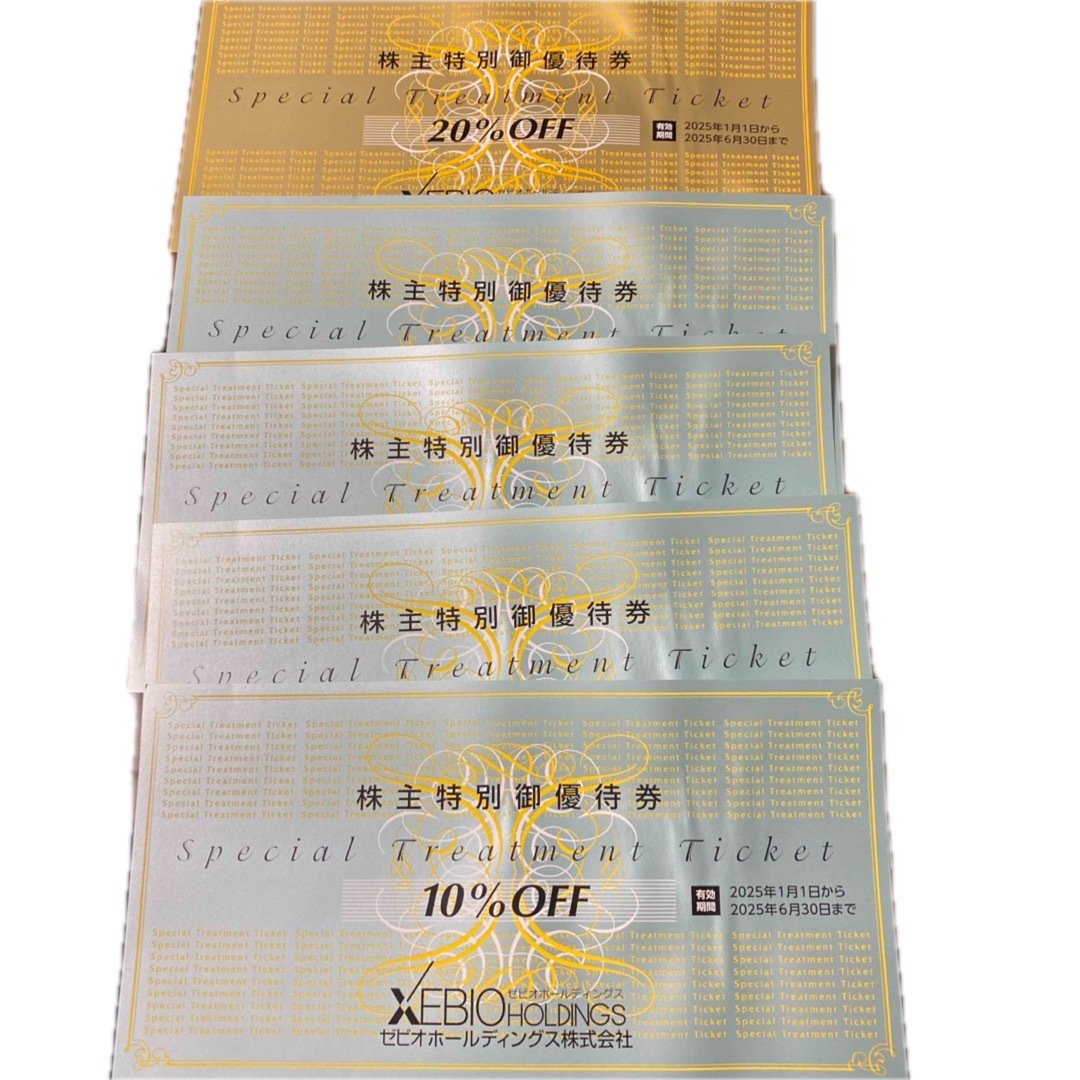 株主特別御優待券
Special Treatment Ticket
20%OFF
有効期間
2025年1月1日から
2025年6月30日まで
XEBIO
株主特別御優待券
Special Treatment Ticket
株主特別御優待券
Special Treatment Ticket
株主特別御優待券
Special Treatment Ticket
株主特別御優待券
Special Treatment Ticket
10%OFF
有効期間
2025年1月1日から
2025年6月30日まで
XEBIO HOLDINGS
ゼビオホールディングス
ゼビオホールディングス株式会社